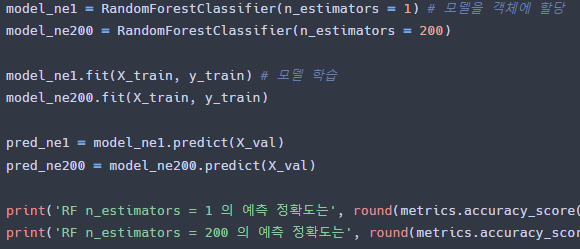 model_ne1 = RandomForestClassifier(n_estimators = 1) # 모델을 객체에 할당
model_ne200 = RandomForestClassifier(n_estimators = 200)
model_ne1.fit(X_train, y_train) # 모델 학습
model_ne200.fit(X_train, y_train)
pred_ne1 = model_ne1.predict(X_val)
pred_ne200 = model_ne200.predict(X_val)
print('RF n_estimators = 1 의 예측 정확도는', round(metrics.accuracy_score(
print('RF n_estimators = 200 의 예측 정확도는', round(metrics.accuracy_scor